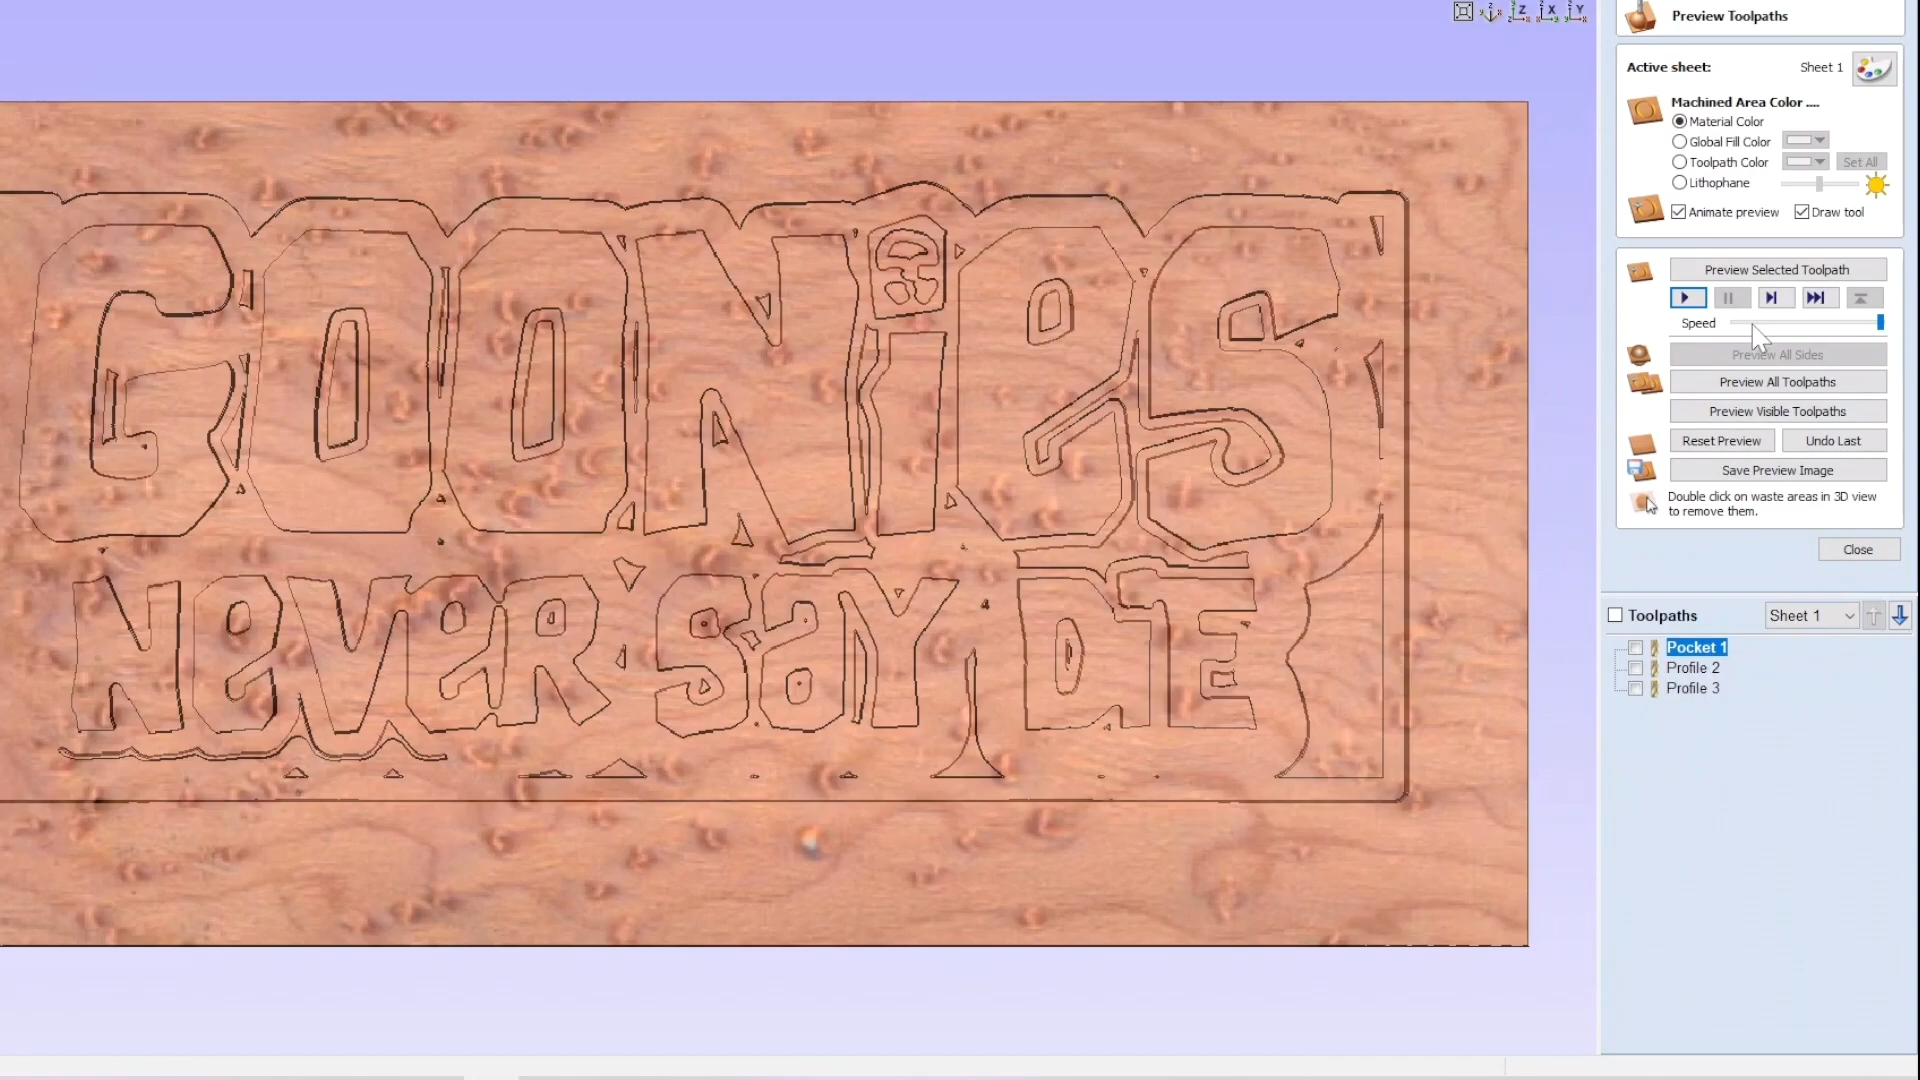 Z X Y
Preview Toolpaths
Active sheet: Sheet 1
Machined Area Color ....
Material Color
Global Fill Color
Toolpath Color Set All
Lithophane
Animate preview Draw tool
Preview Selected Toolpath
Speed
Preview All Sides
Preview All Toolpaths
Preview Visible Toolpaths
Reset Preview Undo Last
Save Preview Image
Double click on waste areas in 3D view
to remove them.
Close
Toolpaths Sheet 1
Pocket 1
Profile 2
Profile 3
GOONiES
NeVeR SaY DiE